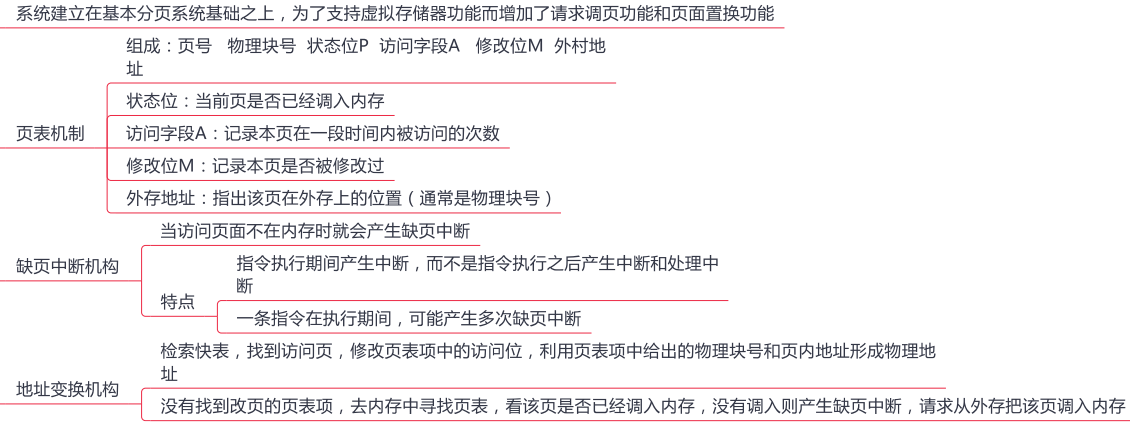 系统建立在基本分页系统基础之上，为了支持虚拟存储器功能而增加了请求调页功能和页面置换功能
组成：页号 物理块号 状态位P 访问字段A 修改位M 外村地
址
状态位：当前页是否已经调入内存
页表机制
访问字段A：记录本页在一段时间内被访问的次数
修改位M：记录本页是否被修改过
外存地址：指出该页在外存上的位置（通常是物理块号）
当访问页面不在内存时就会产生缺页中断
缺页中断机构
指令执行期间产生中断，而不是指令执行之后产生中断和处理中
断
特点
一条指令在执行期间，可能产生多次缺页中断
检索快表，找到访问页，修改页表项中的访问位，利用页表项中给出的物理块号和页内地址形成物理地
址
地址变换机构
没有找到改页的页表项，去内存中寻找页表，看该页是否已经调入内存，没有调入则产生缺页中断，请求从外存把该页调入内存